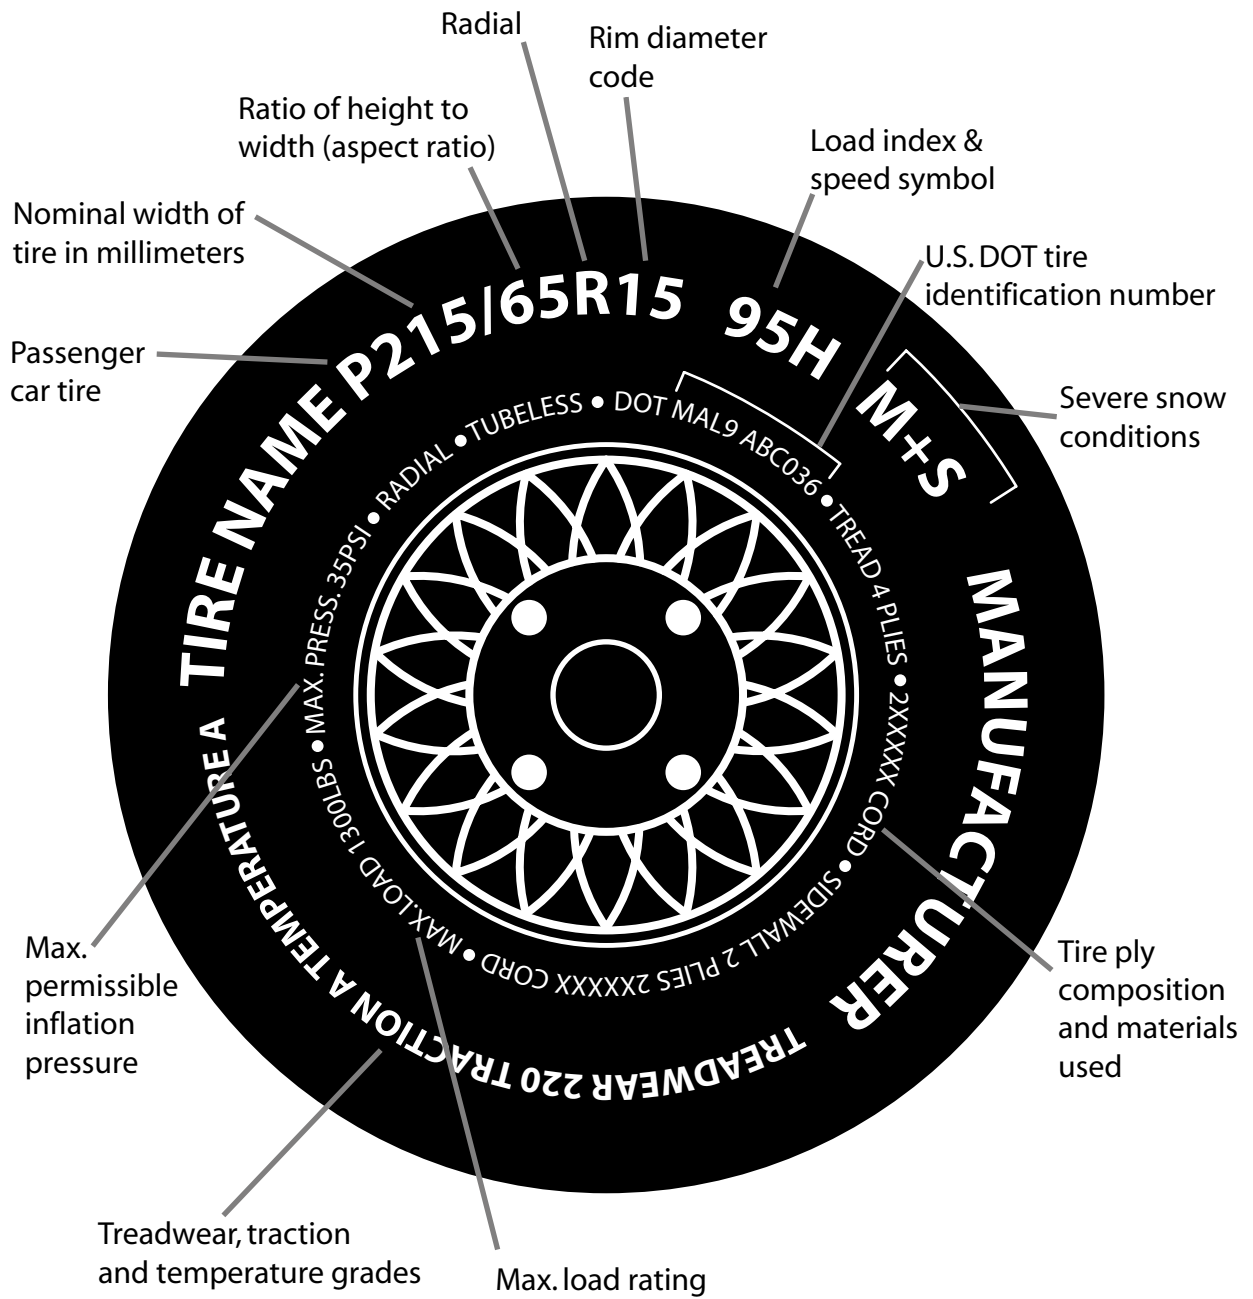 Radial
Rim diameter
code
Ratio of height to
width (aspect ratio)
Load index &
speed symbol
Nominal width of
tire in millimeters
U.S. DOT tire
identification number
Passenger
car tire
Severe snow
conditions
TIRE NAME P215/65R15 95H M+S
MANUFACTURER
TREADWEAR 220 TRACTION A TEMPERATURE A
MAX. PRESS. 35PSI • RADIAL • TUBELESS • DOT MAL9 ABC036 • TREAD 4 PLIES • 2XXXXX CORD • SIDEWALL 2 PLIES 2XXXXX CORD • MAX.LOAD 1300LBS •
Max.
permissible
inflation
pressure
Tire ply
composition
and materials
used
Treadwear, traction
and temperature grades
Max. load rating